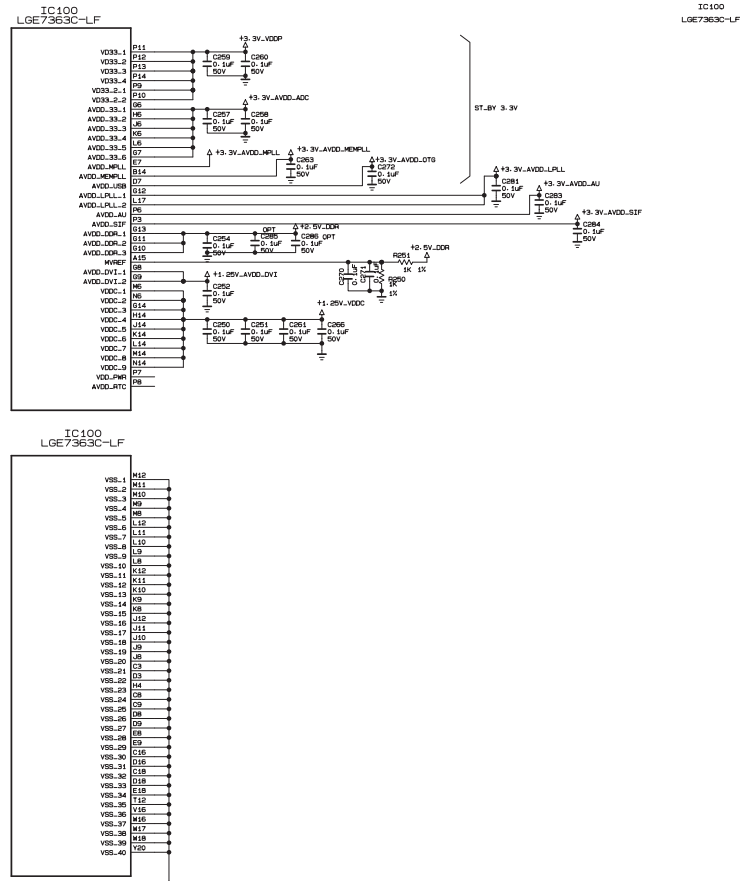 IC100
LGE7363C-LF
IC100
LGE7363C-LF
VD33_1 P11
VD33_2 P12
VD33_3 P13
VD33_4 P14
VD33_2_1 P9
VD33_2_2 P10
AVDD_33_1 G6
AVDD_33_2 H6
AVDD_33_3 J6
AVDD_33_4 K6
AVDD_33_5 L6
AVDD_33_6 G7
AVDD_MPLL E7
AVDD_MEMPLL B14
AVDD_USB D7
AVDD_LPLL_1 G12
AVDD_LPLL_2 L17
AVDD_AU P6
AVDD_SIF P3
AVDD_DDR_1 G13
AVDD_DDR_2 G11
AVDD_DDR_3 G10
MVREF A15
AVDD_DVI_1 G8
AVDD_DVI_2 G9
VDDC_1 M6
VDDC_2 N6
VDDC_3 G14
VDDC_4 H14
VDDC_5 J14
VDDC_6 K14
VDDC_7 L14
VDDC_8 M14
VDDC_9 N14
VDD_PWR P7
AVDD_RTC P8
+3.3V_VDDP
C259
0.1uF
50V
C260
0.1uF
50V
+3.3V_AVDD_ADC
C257
0.1uF
50V
C258
0.1uF
50V
+3.3V_AVDD_MPLL
+3.3V_AVDD_MEMPLL
C263
0.1uF
50V
+3.3V_AVDD_OTG
C272
0.1uF
50V
ST_BY 3.3V
+3.3V_AVDD_LPLL
C281
0.1uF
50V
+3.3V_AVDD_AU
C283
0.1uF
50V
+3.3V_AVDD_SIF
C284
0.1uF
50V
C254
0.1uF
50V
OPT
C285
0.1uF
50V
+2.5V_DDR
C286 OPT
0.1uF
50V
C270
0.1uF
C271
0.1uF
R250
1K
1%
R251
1K 1%
+2.5V_DDR
+1.25V_AVDD_DVI
C252
0.1uF
50V
+1.25V_VDDC
C250
0.1uF
50V
C251
0.1uF
50V
C261
0.1uF
50V
C266
0.1uF
50V
IC100
LGE7363C-LF
VSS_1 M12
VSS_2 M11
VSS_3 M10
VSS_4 M9
VSS_5 M8
VSS_6 L12
VSS_7 L11
VSS_8 L10
VSS_9 L9
VSS_10 L8
VSS_11 K12
VSS_12 K11
VSS_13 K10
VSS_14 K9
VSS_15 K8
VSS_16 J12
VSS_17 J11
VSS_18 J10
VSS_19 J9
VSS_20 J8
VSS_21 C3
VSS_22 D3
VSS_23 H4
VSS_24 C8
VSS_25 C9
VSS_26 D8
VSS_27 D9
VSS_28 E8
VSS_29 E9
VSS_30 C16
VSS_31 D16
VSS_32 C18
VSS_33 D18
VSS_34 E18
VSS_35 T12
VSS_36 V16
VSS_37 W16
VSS_38 W17
VSS_39 W18
VSS_40 Y20